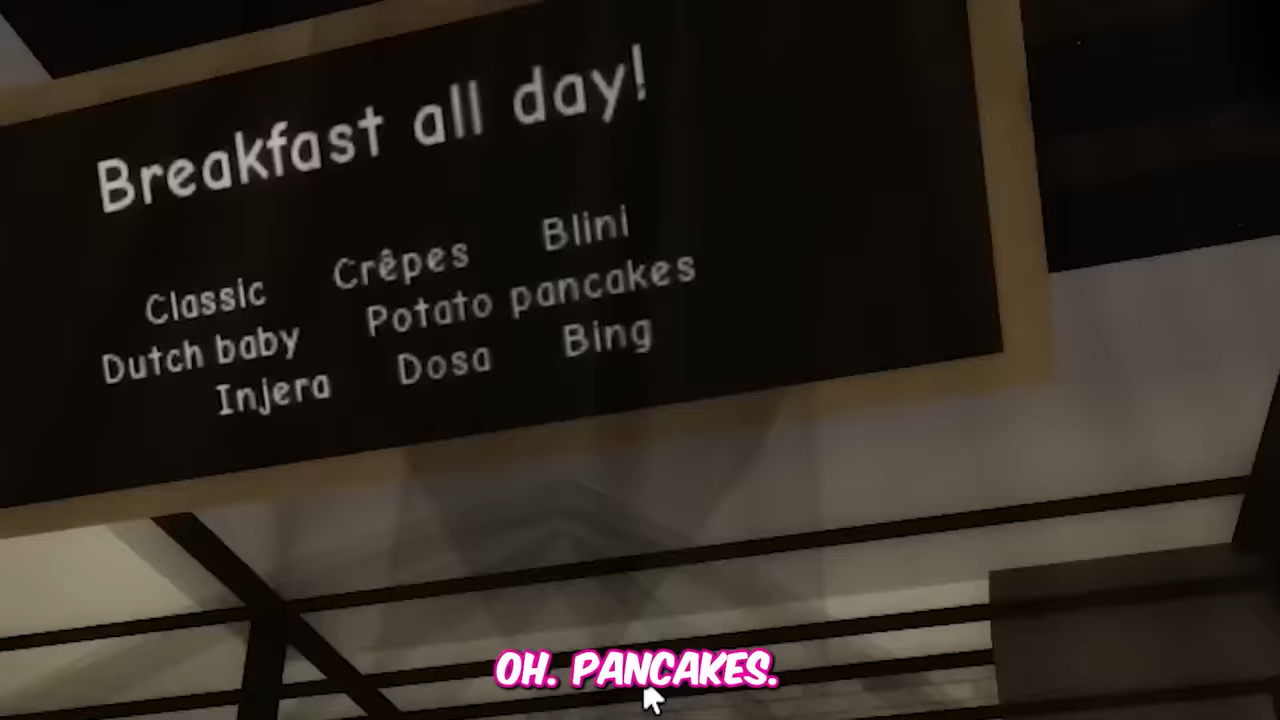 Breakfast all day!
Classic Crêpes Blini
Dutch baby Potato pancakes
Injera Dosa Bing
OH. PANCAKES.